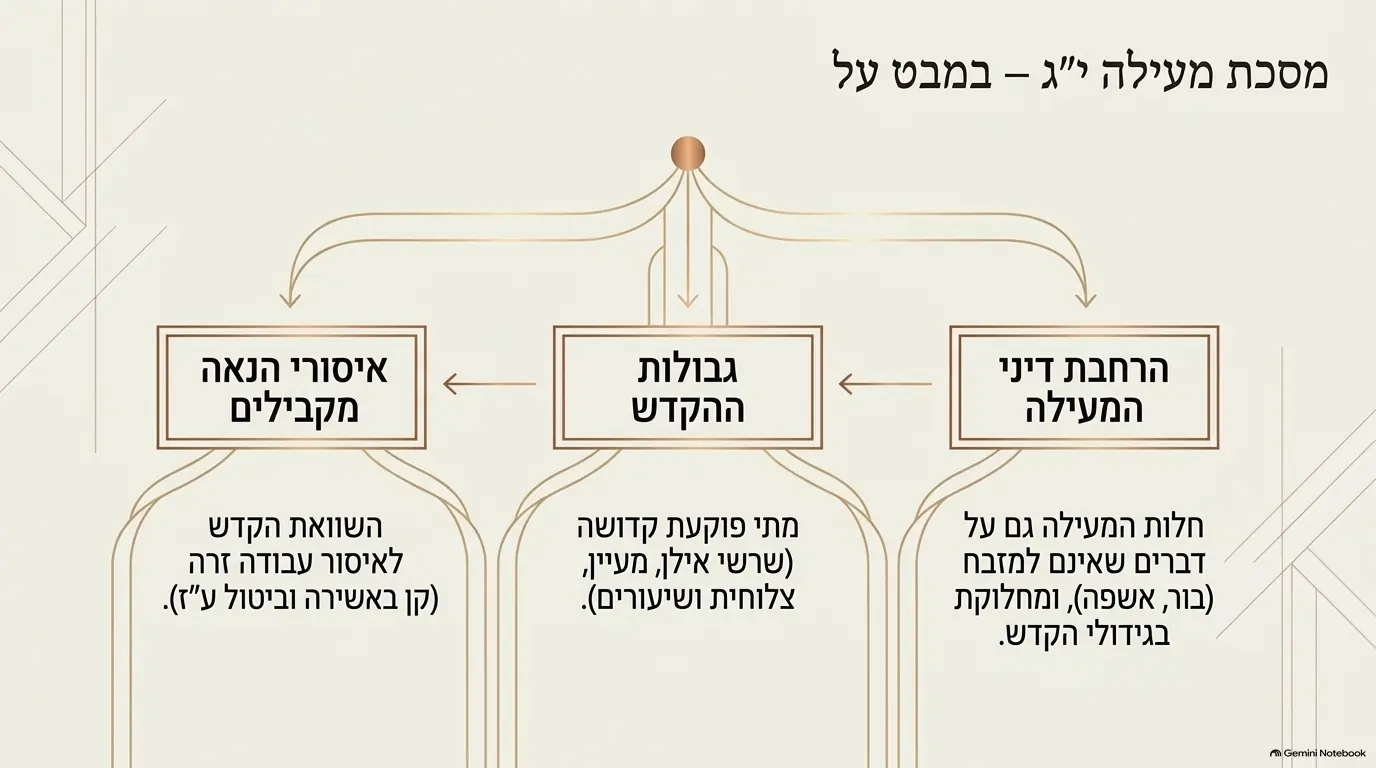 מסכת מעילה י"ג – במבט על
הרחבת דיני
המעילה
חלות המעילה גם על
דברים שאינם למזבח
(בור, אשפה), ומחלוקת
בגידולי הקדש.
גבולות
ההקדש
מתי פוקעת קדושה
(שרשי אילן, מעיין,
צלוחית ושיעורים).
איסורי הנאה
מקבילים
השוואת הקדש
לאיסור עבודה זרה
(קן באשירה וביטול ע"ז).
Gemini Notebook